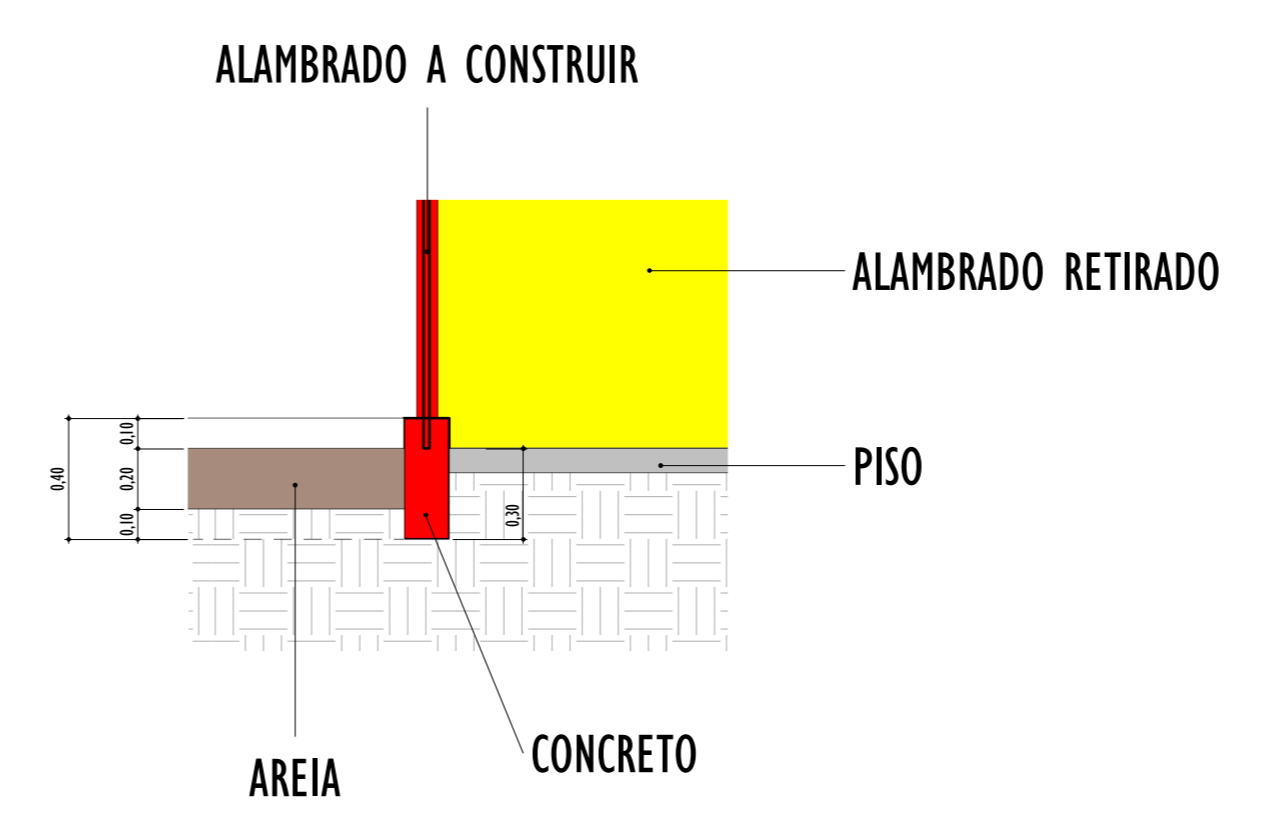 ALAMBRADO A CONSTRUIR
ALAMBRADO RETIRADO
0,10
0,40
0,20
PISO
0,10
0,30
CONCRETO
AREIA